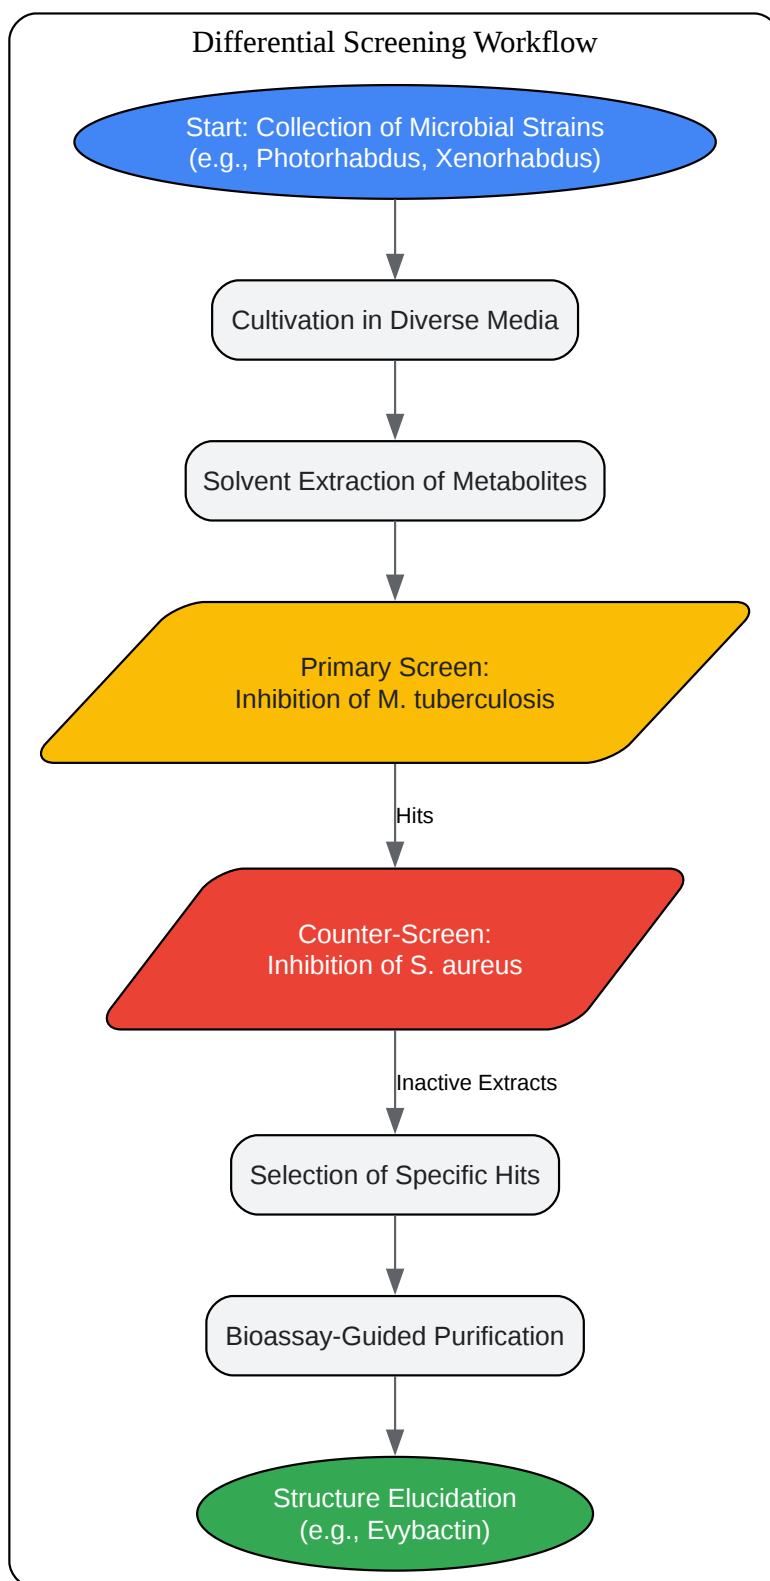 Differential Screening Workflow
Start: Collection of Microbial Strains
(e.g., Photorhabdus, Xenorhabdus)
Cultivation in Diverse Media
Solvent Extraction of Metabolites
Primary Screen:
Inhibition of M. tuberculosis
Hits
Counter-Screen:
Inhibition of S. aureus
Inactive Extracts
Selection of Specific Hits
Bioassay-Guided Purification
Structure Elucidation
(e.g., Evybactin)